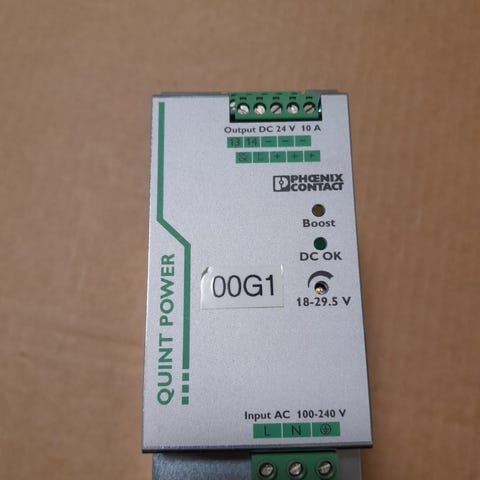 Output DC 24 V 10 A
13 14 − − −
+ + +
PHŒNIX
CONTACT
Boost
DC OK
00G1
18-29.5 V
QUINT POWER
Input AC 100-240 V
L N